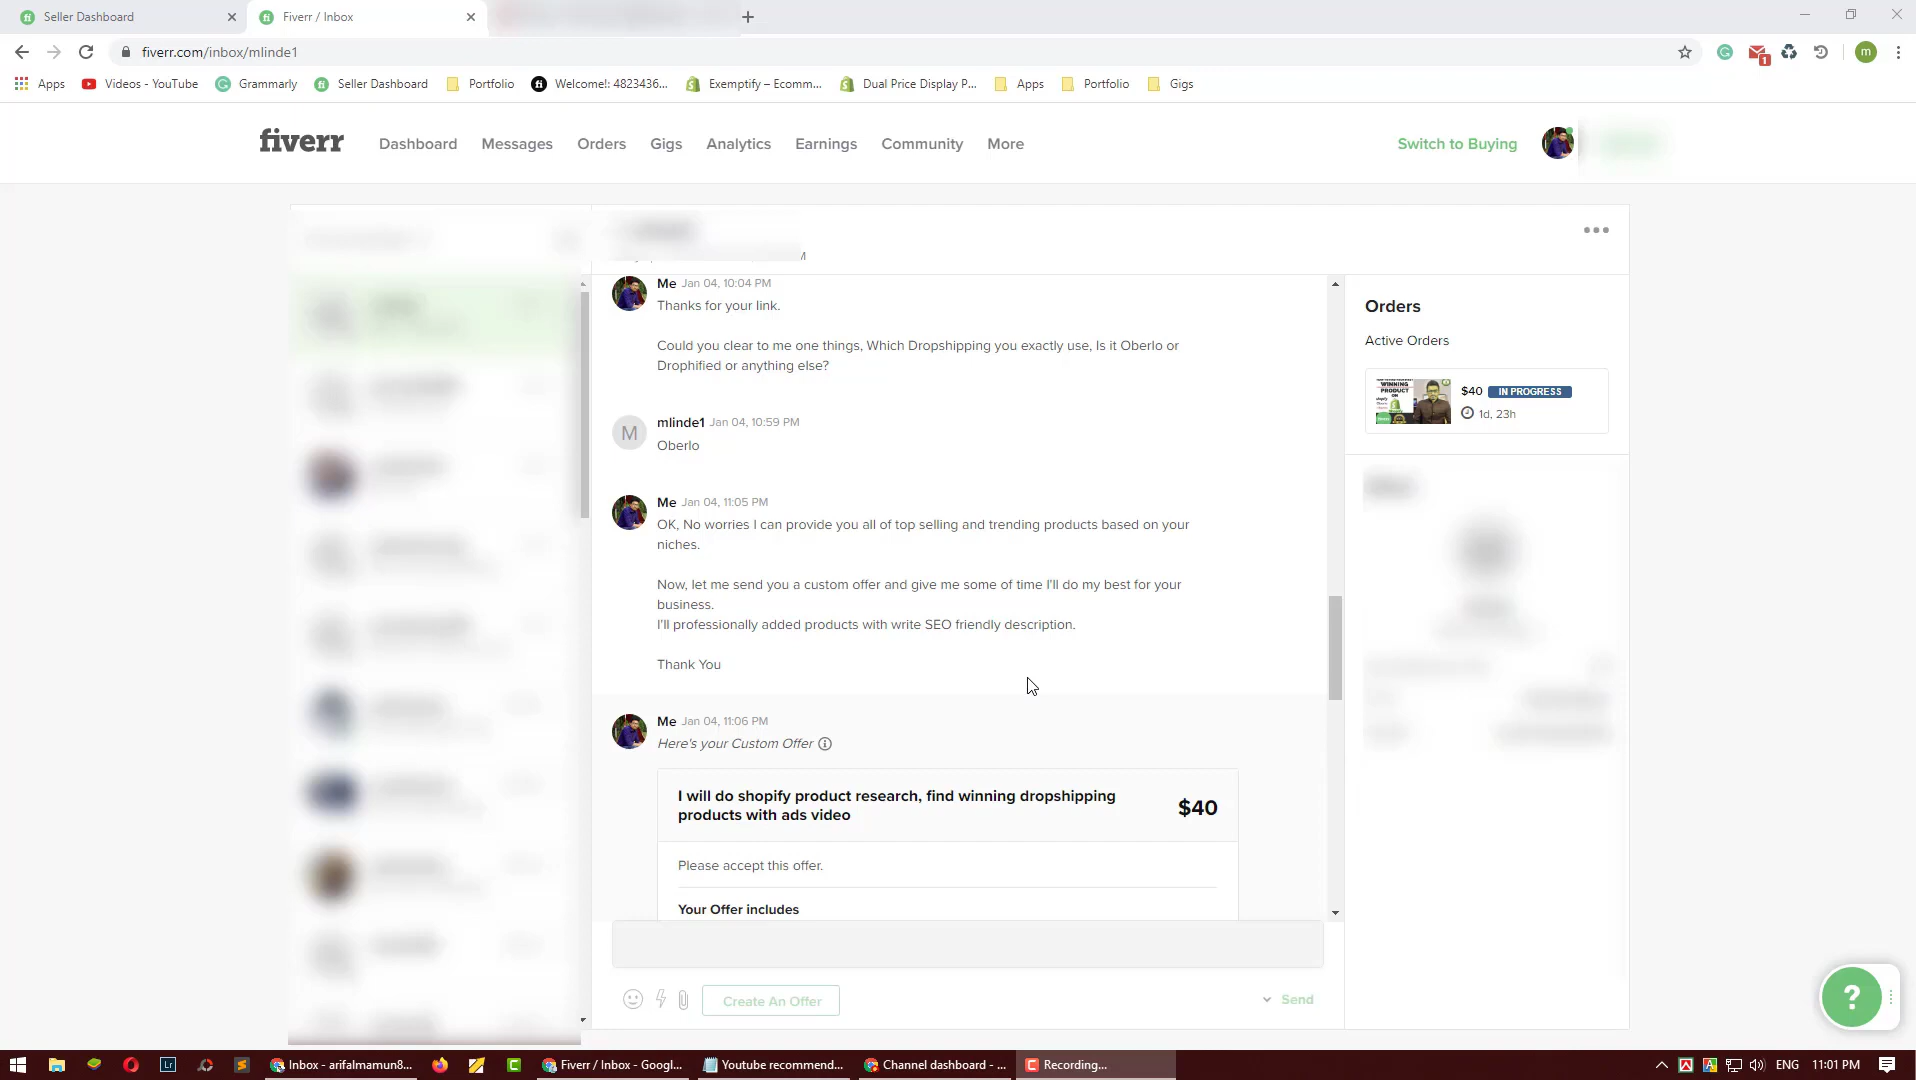 Seller Dashboard
Fiverr / Inbox
fiverr.com/inbox/mlinde1
1
m
Apps
Videos - YouTube
Grammarly
Seller Dashboard
Portfolio
Welcome!: 4823436...
Exemptify – Ecomm...
Dual Price Display P...
Apps
Portfolio
Gigs
fiverr
Dashboard
Messages
Orders
Gigs
Analytics
Earnings
Community
More
Switch to Buying
Me Jan 04, 10:04 PM
Thanks for your link.
Could you clear to me one things, Which Dropshipping you exactly use, Is it Oberlo or
Drophified or anything else?
M
mlinde1 Jan 04, 10:59 PM
Oberlo
Me Jan 04, 11:05 PM
OK, No worries I can provide you all of top selling and trending products based on your
niches.
Now, let me send you a custom offer and give me some of time I'll do my best for your
business.
I'll professionally added products with write SEO friendly description.
Thank You
Me Jan 04, 11:06 PM
Here's your Custom Offer
I will do shopify product research, find winning dropshipping
products with ads video
$40
Please accept this offer.
Your Offer includes
Create An Offer
Send
Orders
Active Orders
WINNING
PRODUCT
ON
$40 IN PROGRESS
1d, 23h
?
Inbox - arifalmamun8...
Fiverr / Inbox - Googl...
Youtube recommend...
Channel dashboard - ...
Recording...
ENG
11:01 PM